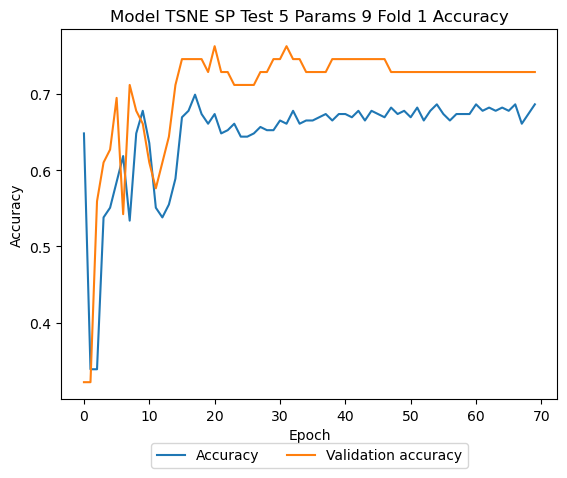 Model TSNE SP Test 5 Params 9 Fold 1 Accuracy
0.7
0.6
0.5
0.4
Accuracy
0 10 20 30 40 50 60 70
Epoch
Accuracy Validation accuracy